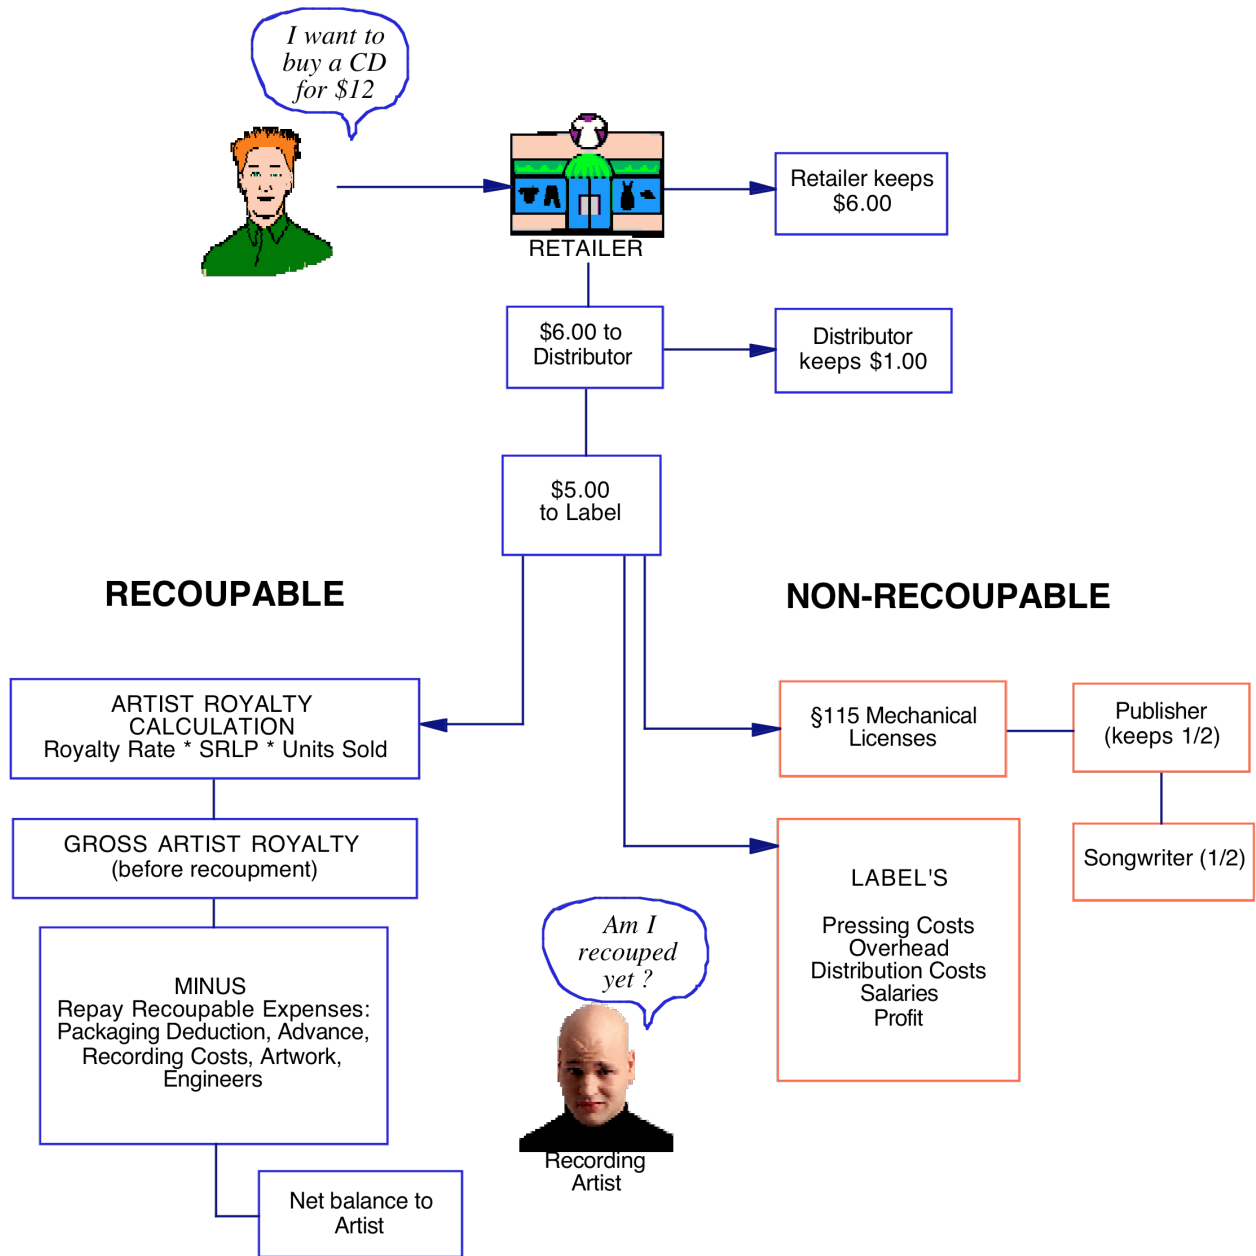 I want to
buy a CD
for $12
RETAILER
Retailer keeps
$6.00
$6.00 to
Distributor
Distributor
keeps $1.00
$5.00
to Label
RECOUPABLE
NON-RECOUPABLE
ARTIST ROYALTY
CALCULATION
Royalty Rate * SRLP * Units Sold
§115 Mechanical
Licenses
Publisher
(keeps 1/2)
Songwriter (1/2)
GROSS ARTIST ROYALTY
(before recoupment)
LABEL'S
Pressing Costs
Overhead
Distribution Costs
Salaries
Profit
MINUS
Repay Recoupable Expenses:
Packaging Deduction, Advance,
Recording Costs, Artwork,
Engineers
Am I
recouped
yet ?
Recording
Artist
Net balance to
Artist